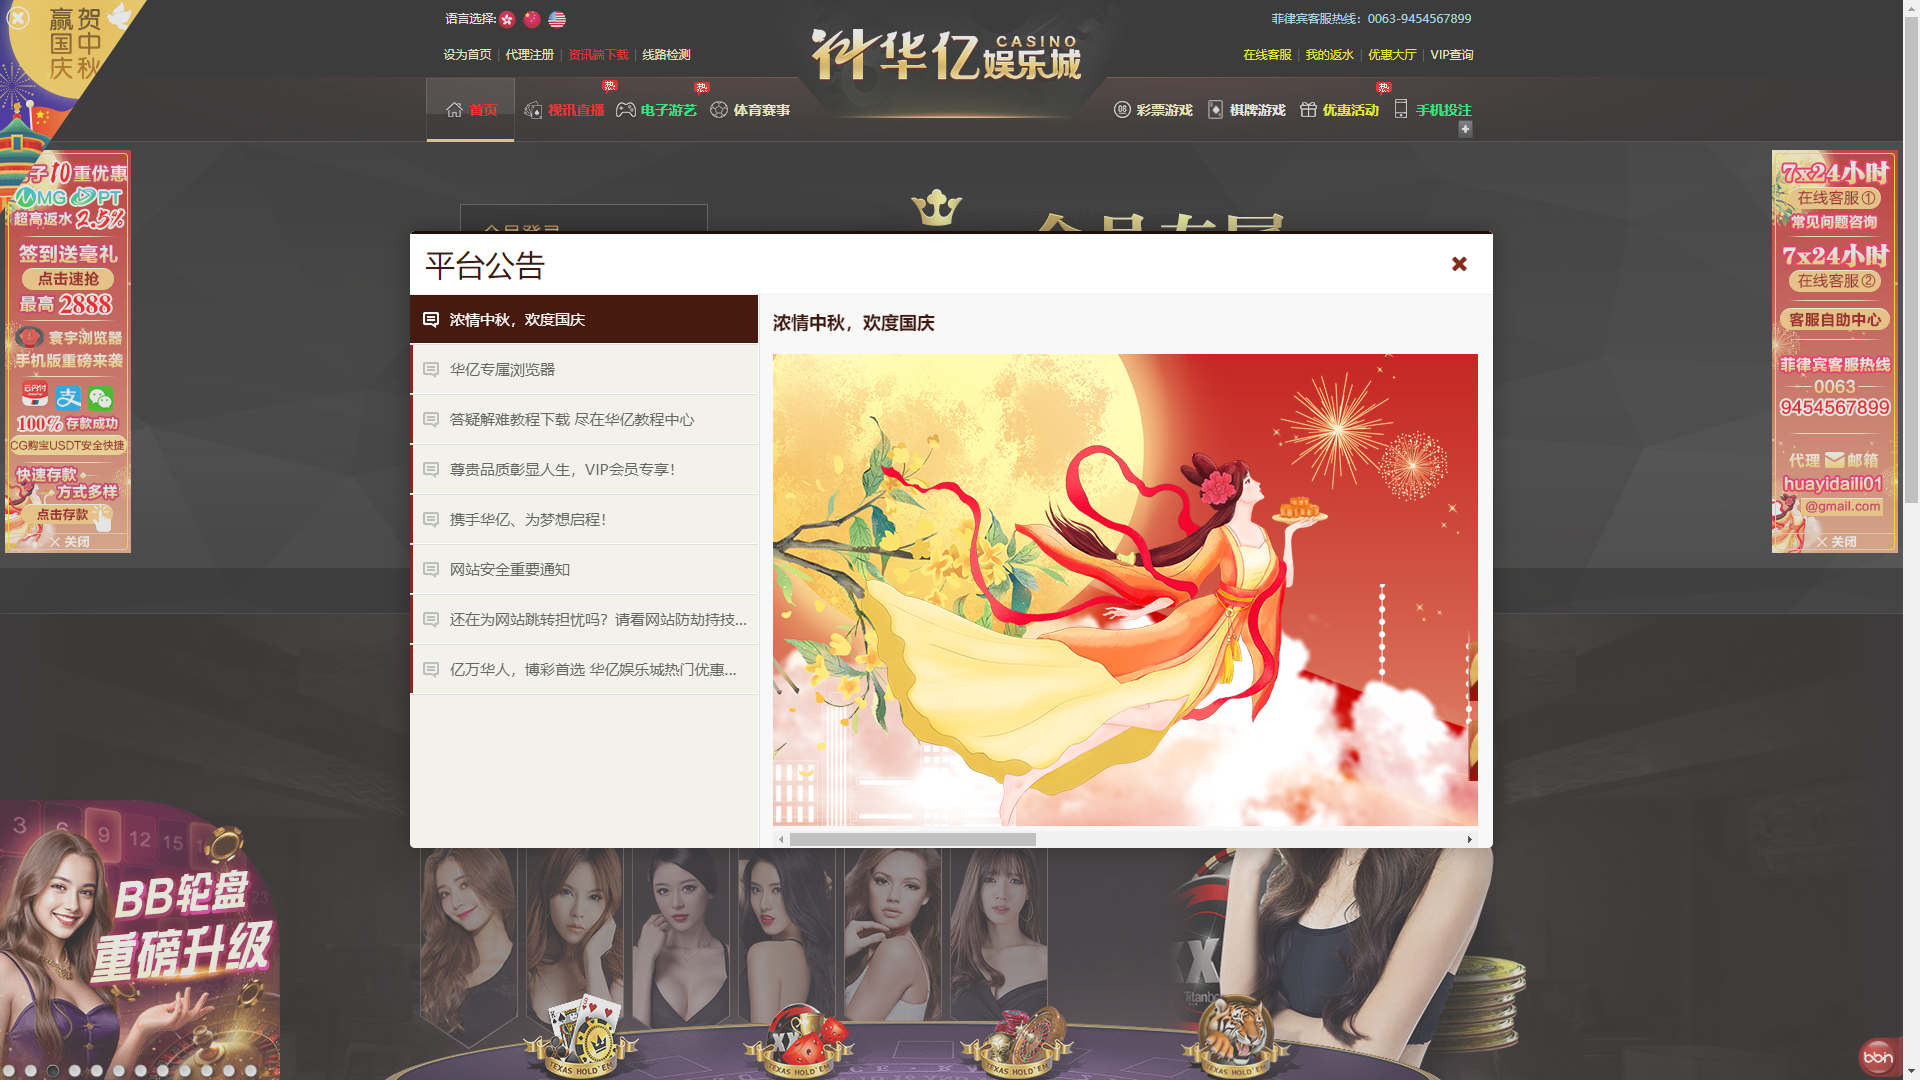 贺中秋
赢国庆
语言选择:
菲律宾客服热线：0063-9454567899
设为首页 | 代理注册 | 资讯端下载 | 线路检测
CASINO
华亿娱乐城
在线客服 | 我的返水 | 优惠大厅 | VIP查询
热
热
热
首页
视讯直播
电子游艺
体育赛事
彩票游戏
棋牌游戏
优惠活动
手机投注
子10重优惠
MG PT
超高返水2.5%
签到送毫礼
点击速抢
最高2888
寰宇浏览器
手机版重磅来袭
云闪付
支
100%存款成功
CG购宝USDT安全快捷
快速存款
方式多样
点击存款
关闭
7x24小时
在线客服①
常见问题咨询
7x24小时
在线客服②
客服自助中心
菲律宾客服热线
0063
9454567899
代理 邮箱
huayidaili01
@gmail.com
关闭
平台公告
浓情中秋，欢度国庆
华亿专属浏览器
答疑解难教程下载 尽在华亿教程中心
尊贵品质彰显人生，VIP会员专享！
携手华亿、为梦想启程！
网站安全重要通知
还在为网站跳转担忧吗？请看网站防劫持技...
亿万华人，博彩首选 华亿娱乐城热门优惠...
浓情中秋，欢度国庆
3 6 9 12 15
BB轮盘
重磅升级
TEXAS HOLD'EM
TEXAS HOLD'EM
TEXAS HOLD'EM
TEXAS HOLD'EM
bbin